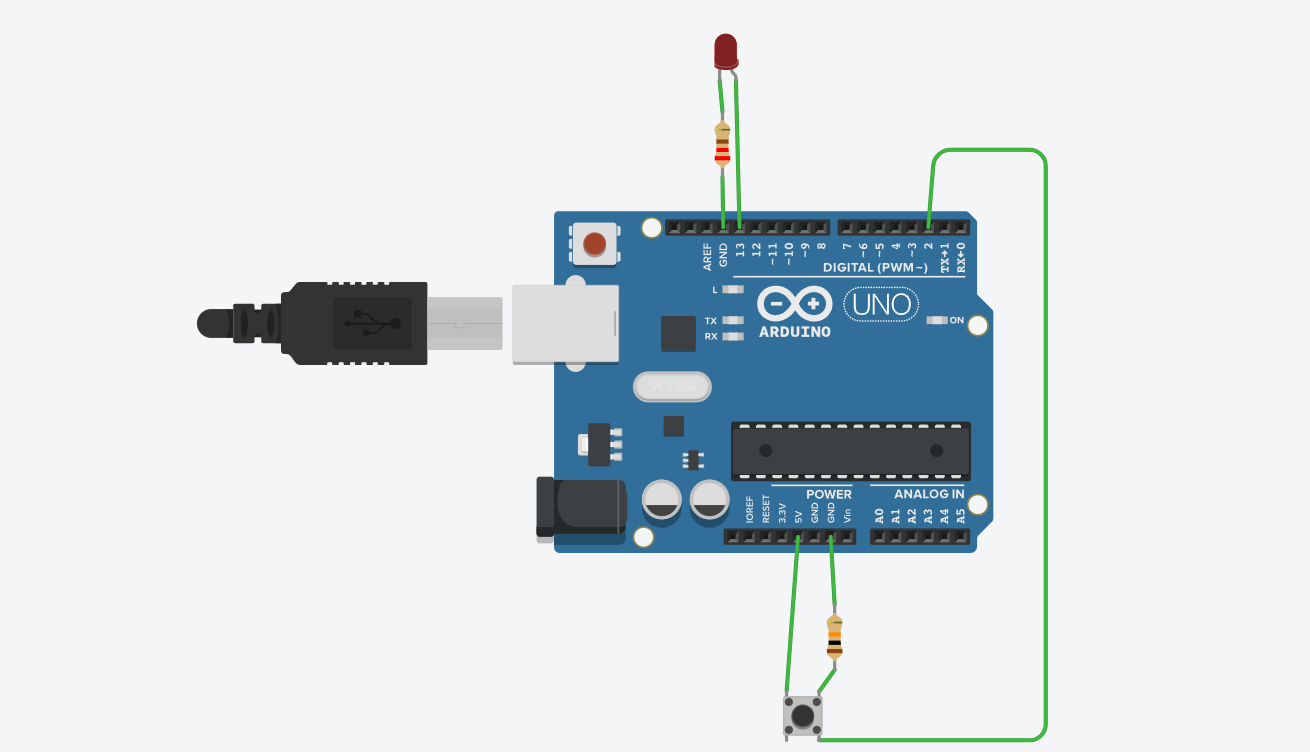 AREF
GND
13
12
~11
~10
~9
8
7
~6
~5
4
~3
2
TX→1
RX←0
DIGITAL (PWM~)
L
TX
RX
ARDUINO
UNO
ON
POWER
ANALOG IN
IOREF
RESET
3.3V
5V
GND
GND
Vin
A0
A1
A2
A3
A4
A5